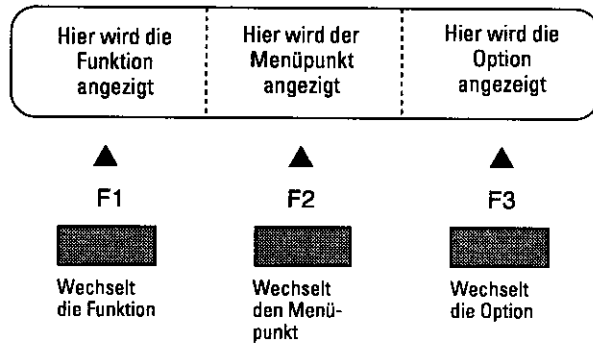 Hier wird die
Funktion
angezigt
Hier wird der
Menüpunkt
angezigt
Hier wird die
Option
angezeigt
F1
F2
F3
Wechselt
die Funktion
Wechselt
den Menü-
punkt
Wechselt
die Option